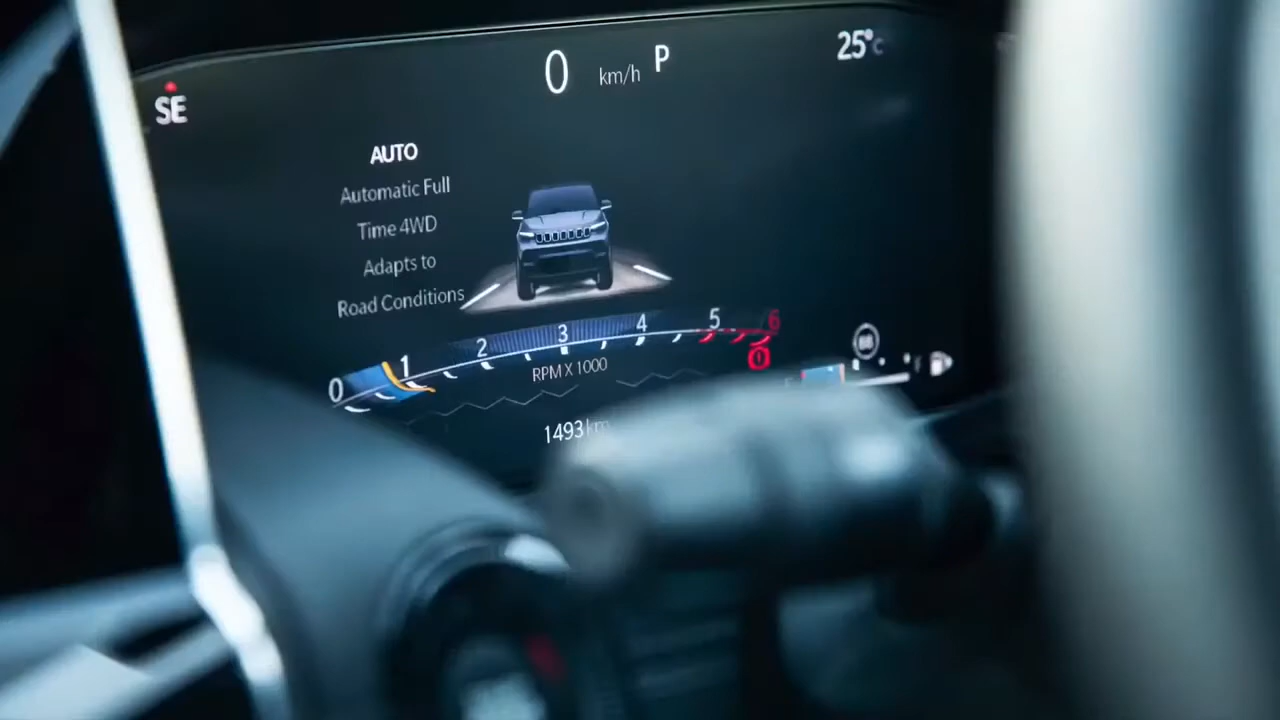 0 km/h P
25°C
SE
AUTO
Automatic Full
Time 4WD
Adapts to
Road Conditions
0 1 2 3 4 5 6
RPM X 1000
1493km